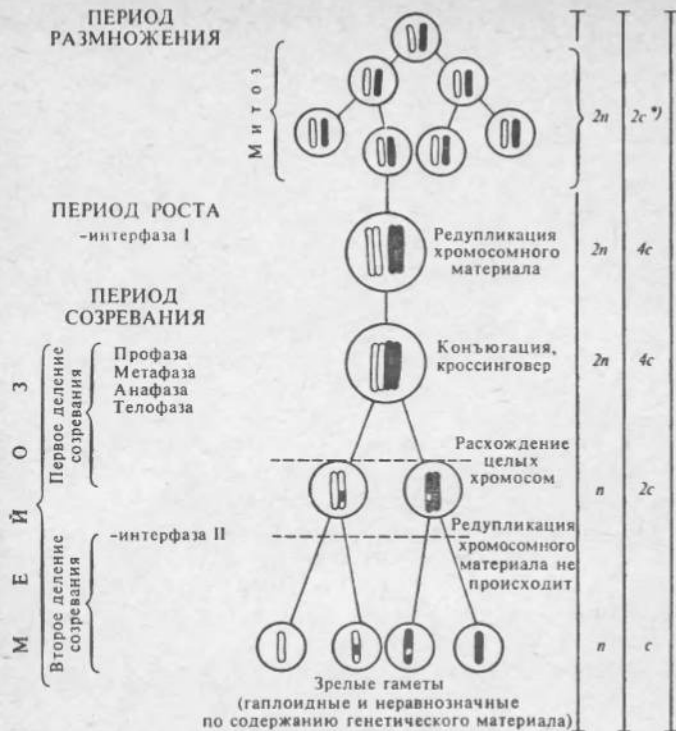 ПЕРИОД
РАЗМНОЖЕНИЯ
Митоз
2n
2c *)
ПЕРИОД РОСТА
-интерфаза I
Редупликация
хромосомного
материала
2n
4c
ПЕРИОД
СОЗРЕВАНИЯ
МЕЙОЗ
Первое деление
созревания
Профаза
Метафаза
Анафаза
Телофаза
Конъюгация,
кроссинговер
2n
4c
Расхождение
целых
хромосом
n
2c
Второе деление
созревания
-интерфаза II
Редупликация
хромосомного
материала не
происходит
n
c
Зрелые гаметы
(гаплоидные и неравнозначные
по содержанию генетического материала)